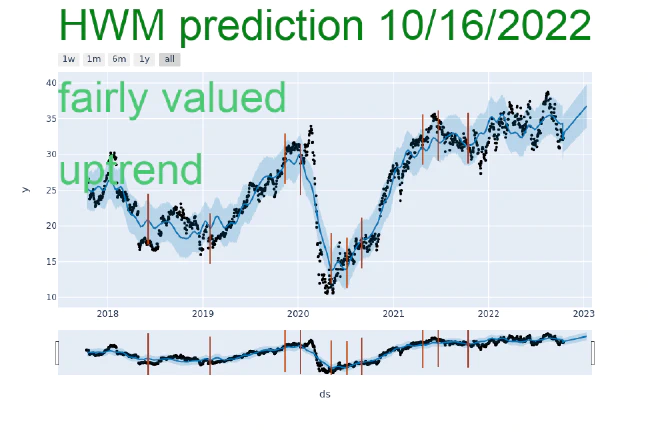 HWM prediction 10/16/2022
1w 1m 6m 1y all
fairly valued
uptrend
40
35
30
25
20
15
10
y
2018 2019 2020 2021 2022 2023
ds